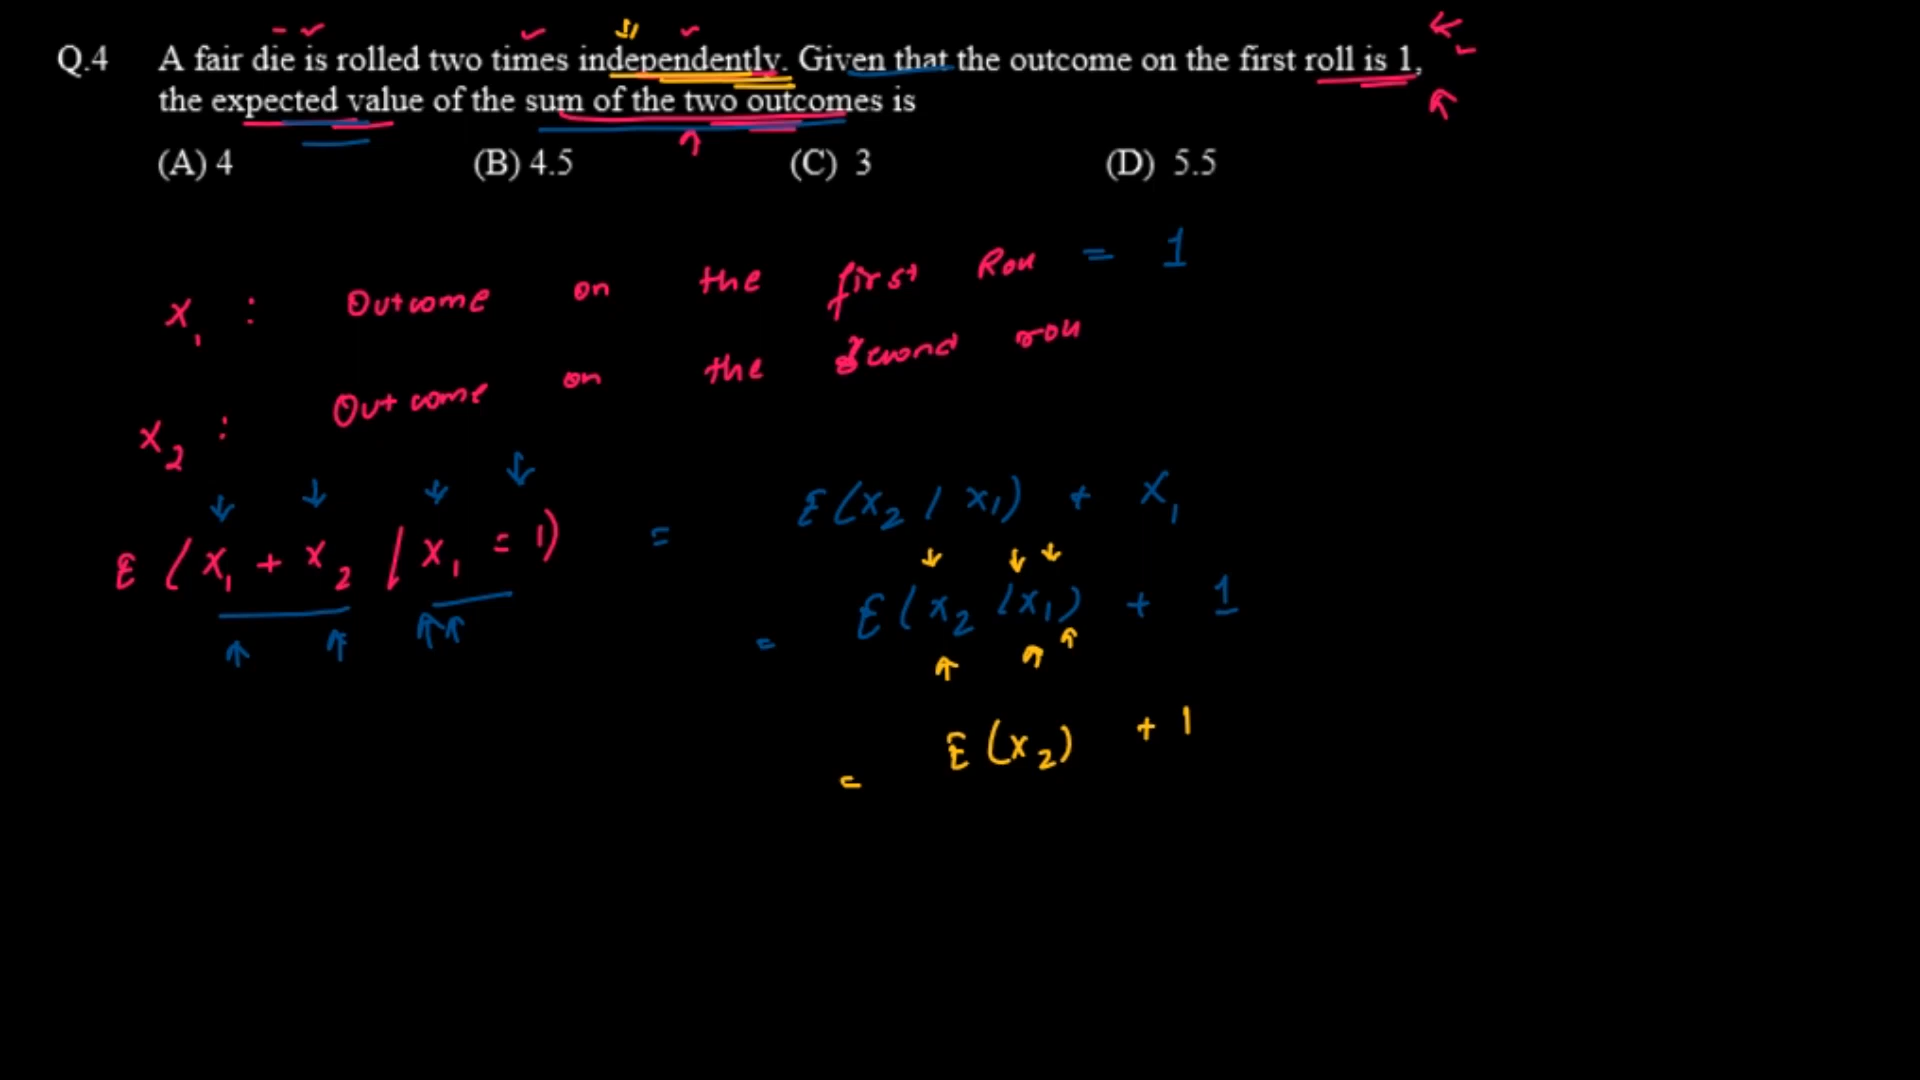 Q.4 A fair die is rolled two times independently. Given that the outcome on the first roll is 1,
the expected value of the sum of the two outcomes is
(A) 4 (B) 4.5 (C) 3 (D) 5.5
X₁ : Outcome on the first Roll = 1
X₂ : Outcome on the second roll
E (X₁ + X₂ / X₁ = 1) = E(X₂ / X₁) + X₁
= E(X₂ / X₁) + 1
= E(X₂) + 1